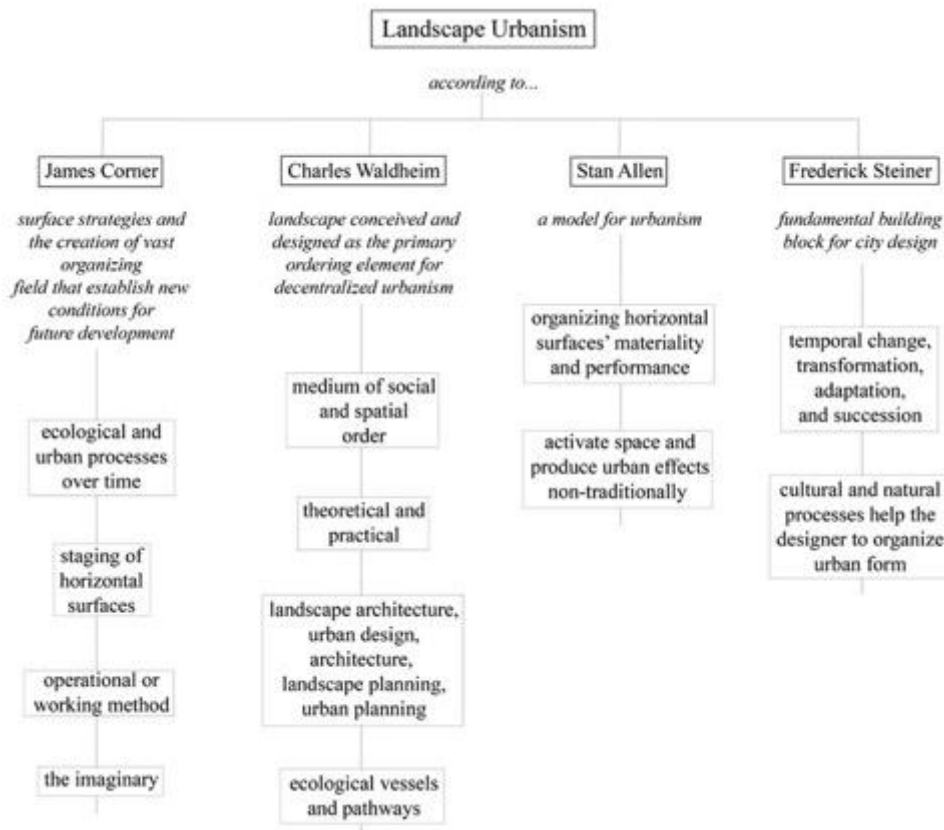 Landscape Urbanism
according to...
James Corner
surface strategies and
the creation of vast
organizing
field that establish new
conditions for
future development
ecological and
urban processes
over time
staging of
horizontal
surfaces
operational or
working method
the imaginary
Charles Waldheim
landscape conceived and
designed as the primary
ordering element for
decentralized urbanism
medium of social
and spatial
order
theoretical and
practical
landscape architecture,
urban design,
architecture,
landscape planning,
urban planning
ecological vessels
and pathways
Stan Allen
a model for urbanism
organizing horizontal
surfaces' materiality
and performance
activate space and
produce urban effects
non-traditionally
Frederick Steiner
fundamental building
block for city design
temporal change,
transformation,
adaptation,
and succession
cultural and natural
processes help the
designer to organize
urban form